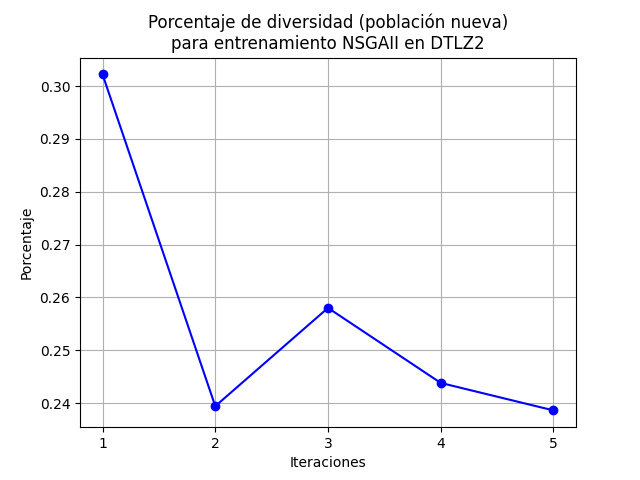 Porcentaje de diversidad (población nueva)
para entrenamiento NSGAII en DTLZ2
0.30
0.29
0.28
0.27
0.26
0.25
0.24
Porcentaje
1 2 3 4 5
Iteraciones